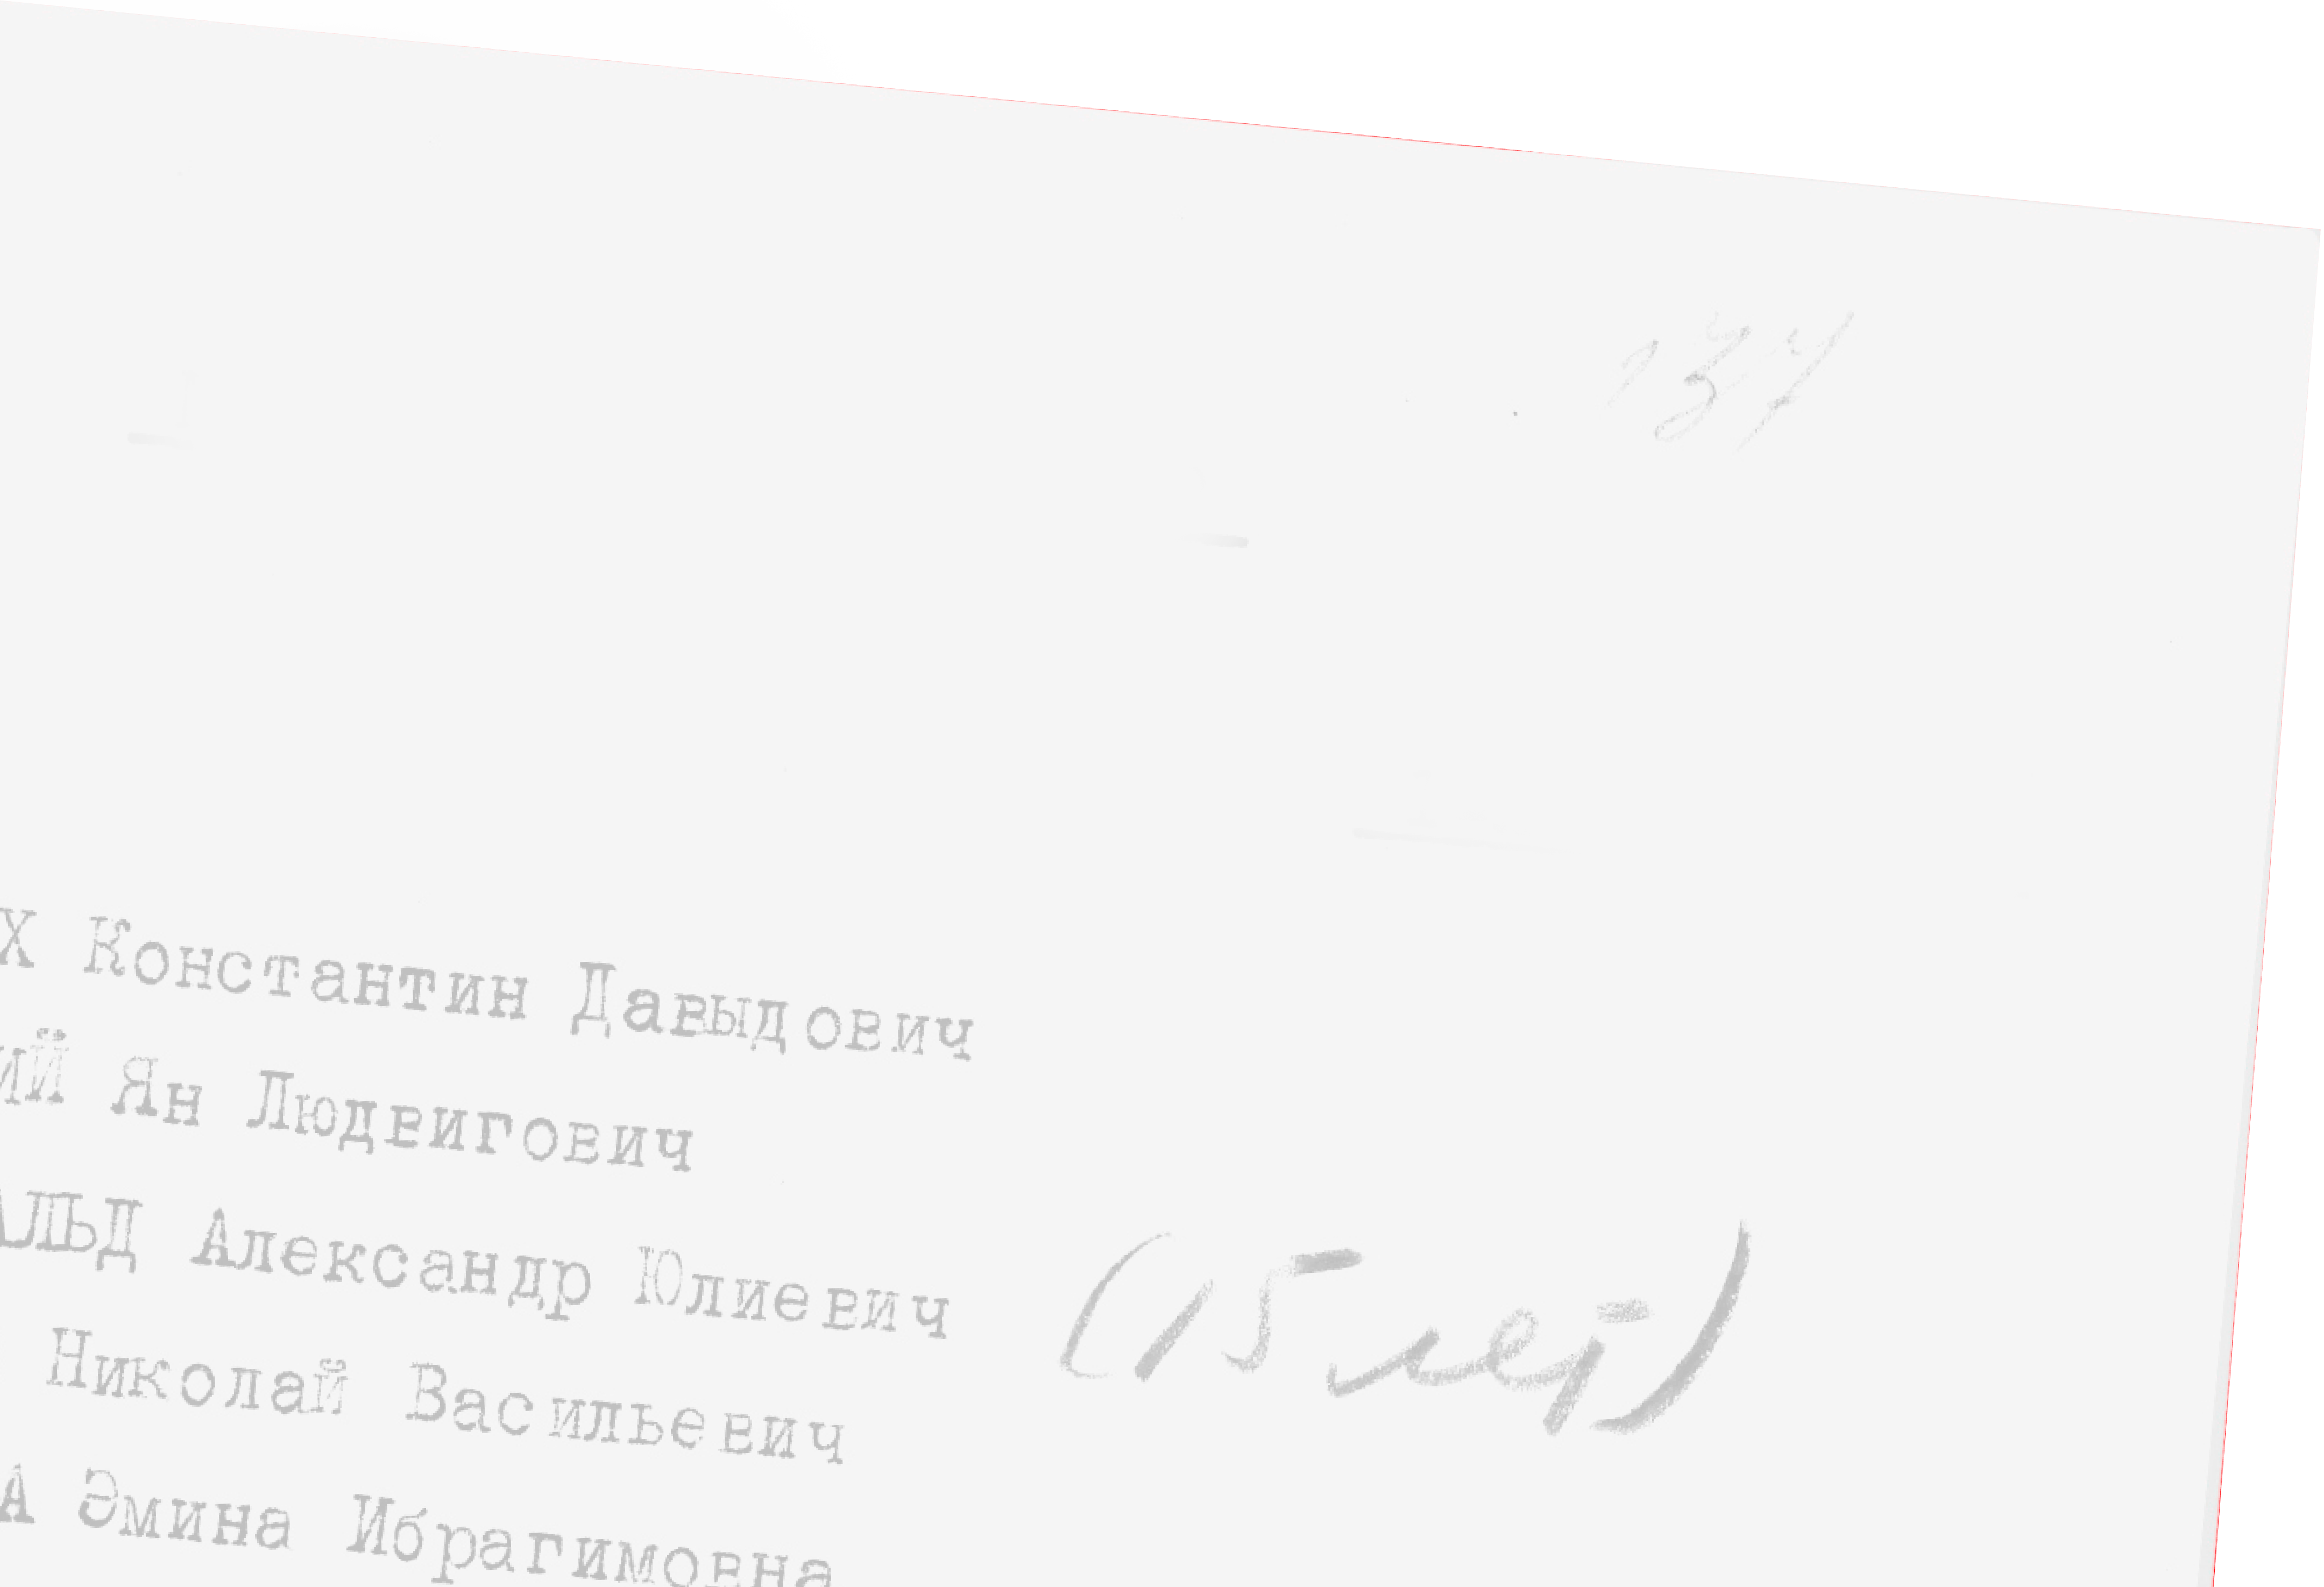 137
Х Константин Давыдович
ИЙ Ян Людвигович
АЛЬД Александр Юлиевич (15 лет)
Николай Васильевич
А Эмина Ибрагимовна